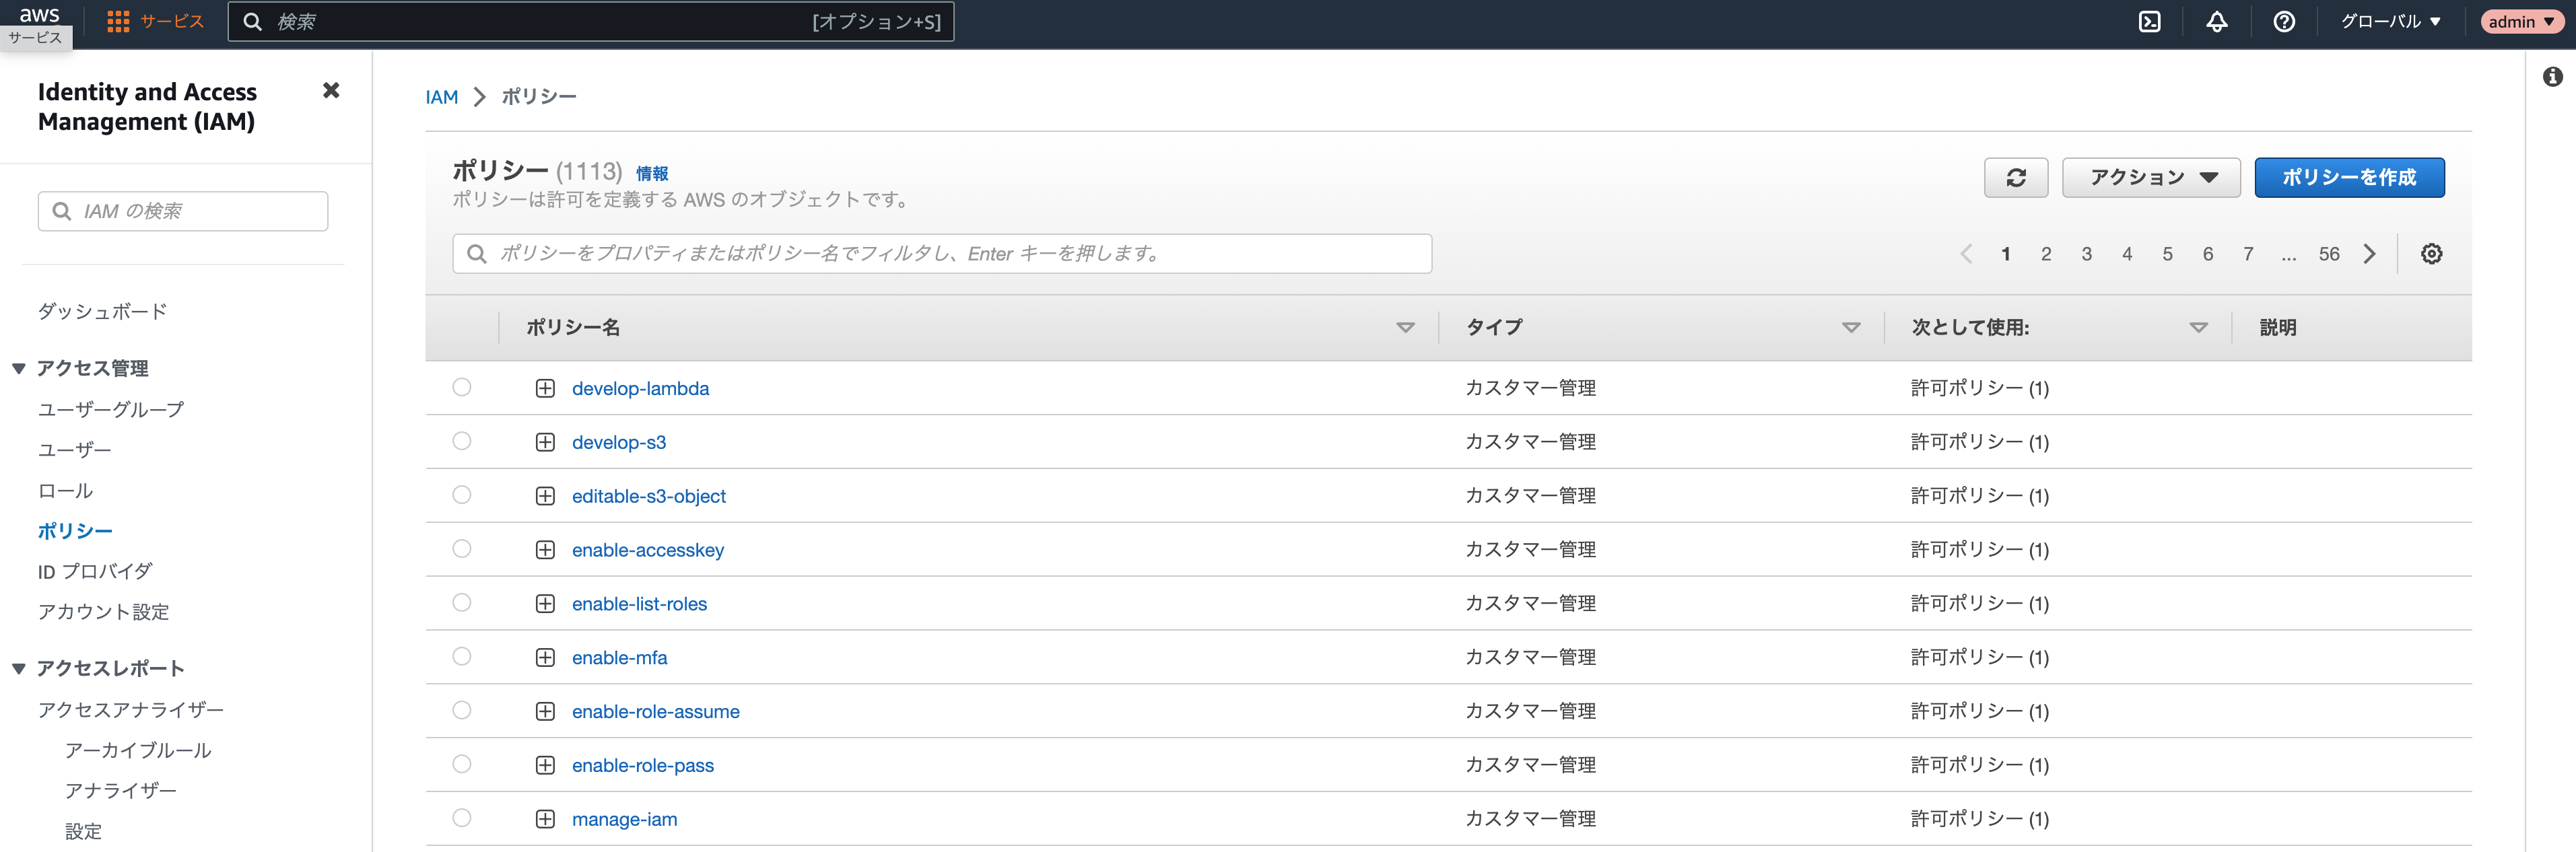 aws
サービス
検索
[オプション+S]
グローバル
admin
サービス
Identity and Access
Management (IAM)
IAM の検索
ダッシュボード
アクセス管理
ユーザーグループ
ユーザー
ロール
ポリシー
ID プロバイダ
アカウント設定
アクセスレポート
アクセスアナライザー
アーカイブルール
アナライザー
設定
IAM ポリシー
ポリシー (1113) 情報
ポリシーは許可を定義する AWS のオブジェクトです。
アクション
ポリシーを作成
ポリシーをプロパティまたはポリシー名でフィルタし、Enter キーを押します。
1 2 3 4 5 6 7 ... 56
ポリシー名 タイプ 次として使用: 説明
develop-lambda カスタマー管理 許可ポリシー (1)
develop-s3 カスタマー管理 許可ポリシー (1)
editable-s3-object カスタマー管理 許可ポリシー (1)
enable-accesskey カスタマー管理 許可ポリシー (1)
enable-list-roles カスタマー管理 許可ポリシー (1)
enable-mfa カスタマー管理 許可ポリシー (1)
enable-role-assume カスタマー管理 許可ポリシー (1)
enable-role-pass カスタマー管理 許可ポリシー (1)
manage-iam カスタマー管理 許可ポリシー (1)